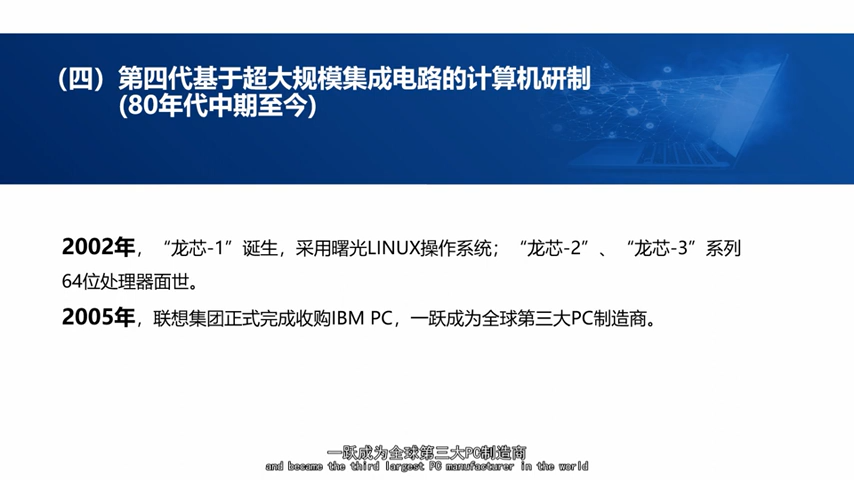 （四）第四代基于超大规模集成电路的计算机研制
(80年代中期至今)
2002年，“龙芯-1”诞生，采用曙光LINUX操作系统；“龙芯-2”、“龙芯-3”系列
64位处理器面世。
2005年，联想集团正式完成收购IBM PC，一跃成为全球第三大PC制造商。
一跃成为全球第三大PC制造商
and became the third largest PC manufacturer in the world